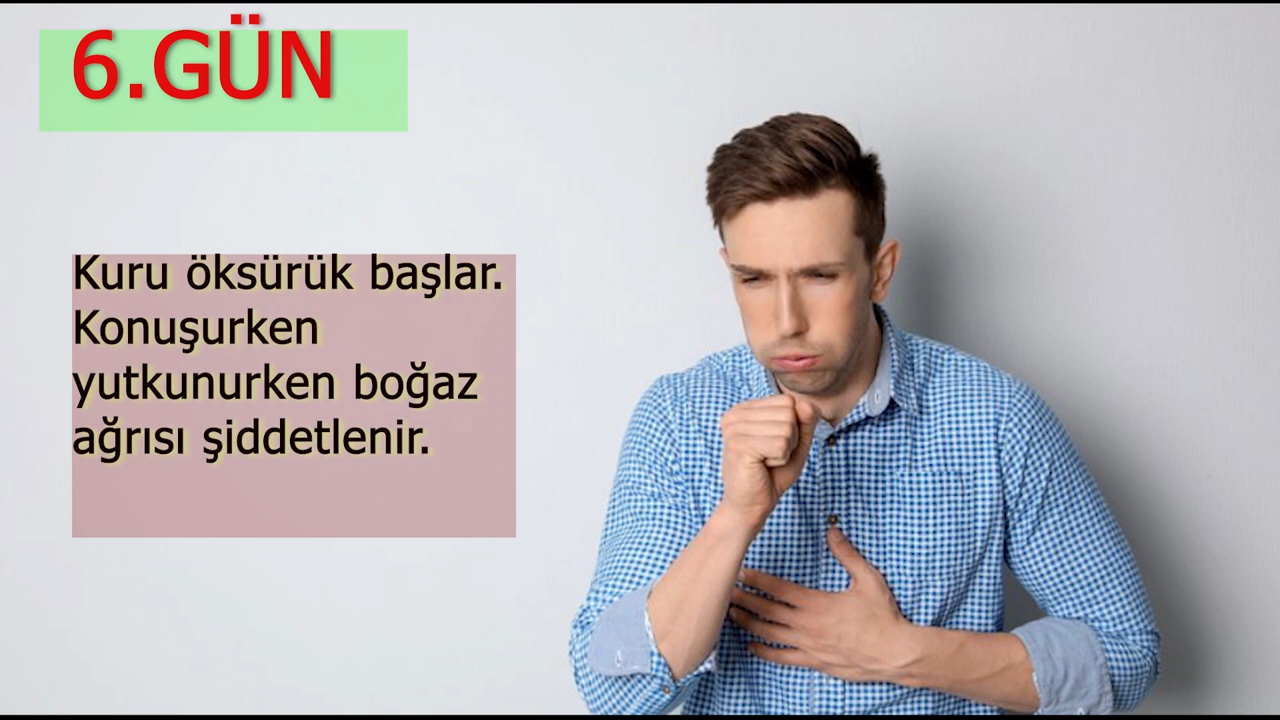 6.GÜN
Kuru öksürük başlar.
Konuşurken
yutkunurken boğaz
ağrısı şiddetlenir.